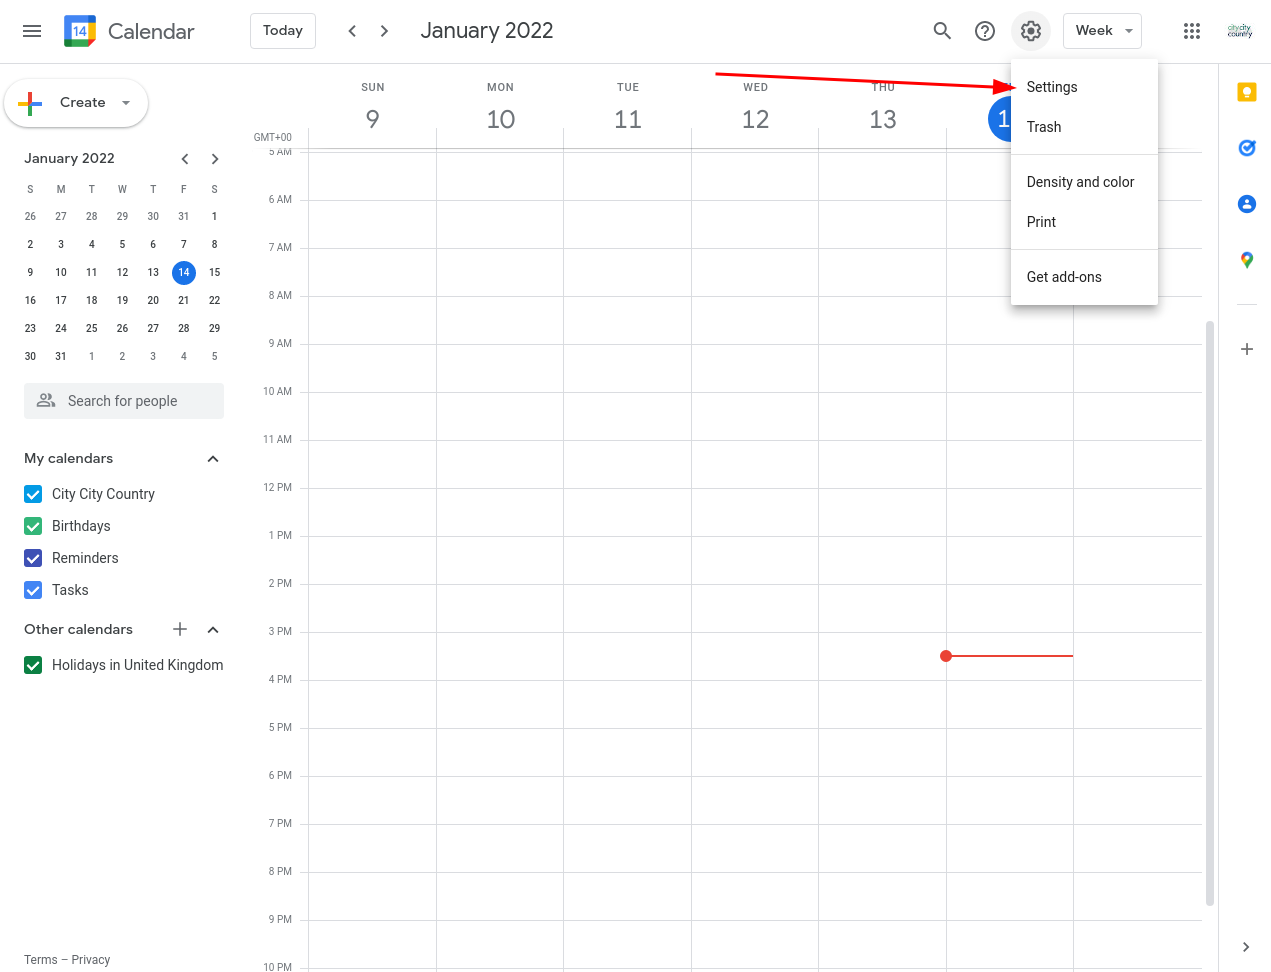 14
Calendar
Today
January 2022
Week
city city
country
Create
January 2022
S M T W T F S
26 27 28 29 30 31 1
2 3 4 5 6 7 8
9 10 11 12 13 14 15
16 17 18 19 20 21 22
23 24 25 26 27 28 29
30 31 1 2 3 4 5
Search for people
My calendars
City City Country
Birthdays
Reminders
Tasks
Other calendars
Holidays in United Kingdom
Terms – Privacy
SUN MON TUE WED THU
9 10 11 12 13 1
GMT+00
5 AM
6 AM
7 AM
8 AM
9 AM
10 AM
11 AM
12 PM
1 PM
2 PM
3 PM
4 PM
5 PM
6 PM
7 PM
8 PM
9 PM
10 PM
Settings
Trash
Density and color
Print
Get add-ons